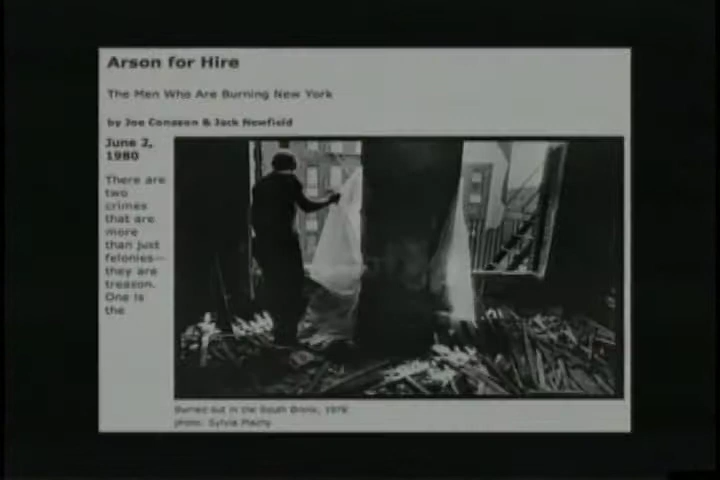 Arson for Hire
The Men Who Are Burning New York
by Joe Conason & Jack Newfield
June 2,
1980
There are
two
crimes
that are
more
than just
felonies—
they are
treason.
One is
the
Burned out in the South Bronx, 1978
photo: Sylvia Plachy